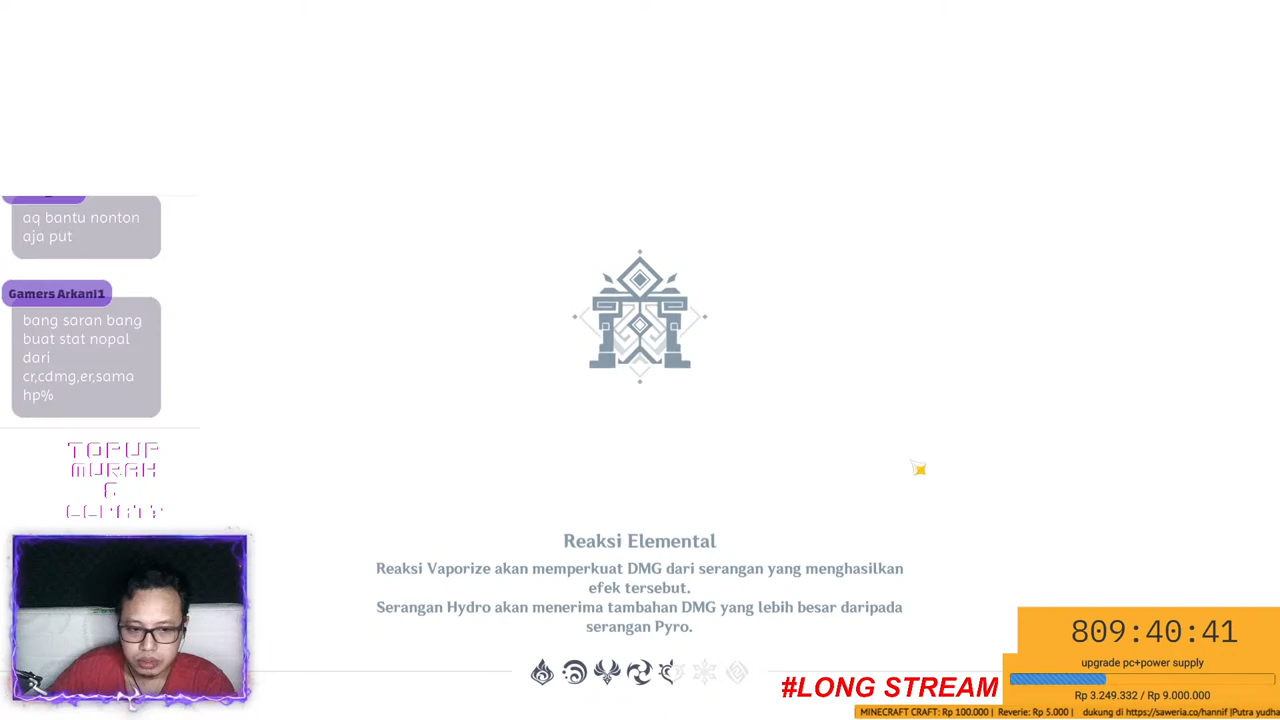 aq bantu nonton
aja put
Gamers Arkan11
bang saran bang
buat stat nopal
dari
cr,cdmg,er,sama
hp%
TOPUP
MURAH
Reaksi Elemental
Reaksi Vaporize akan memperkuat DMG dari serangan yang menghasilkan
efek tersebut.
Serangan Hydro akan menerima tambahan DMG yang lebih besar daripada
serangan Pyro.
#LONG STREAM
809:40:41
upgrade pc+power supply
Rp 3.249.332 / Rp 9.000.000
MINECRAFT CRAFT: Rp 100.000 | Reverie: Rp 5.000 | dukung di https://saweria.co/hannif |Putra yudha